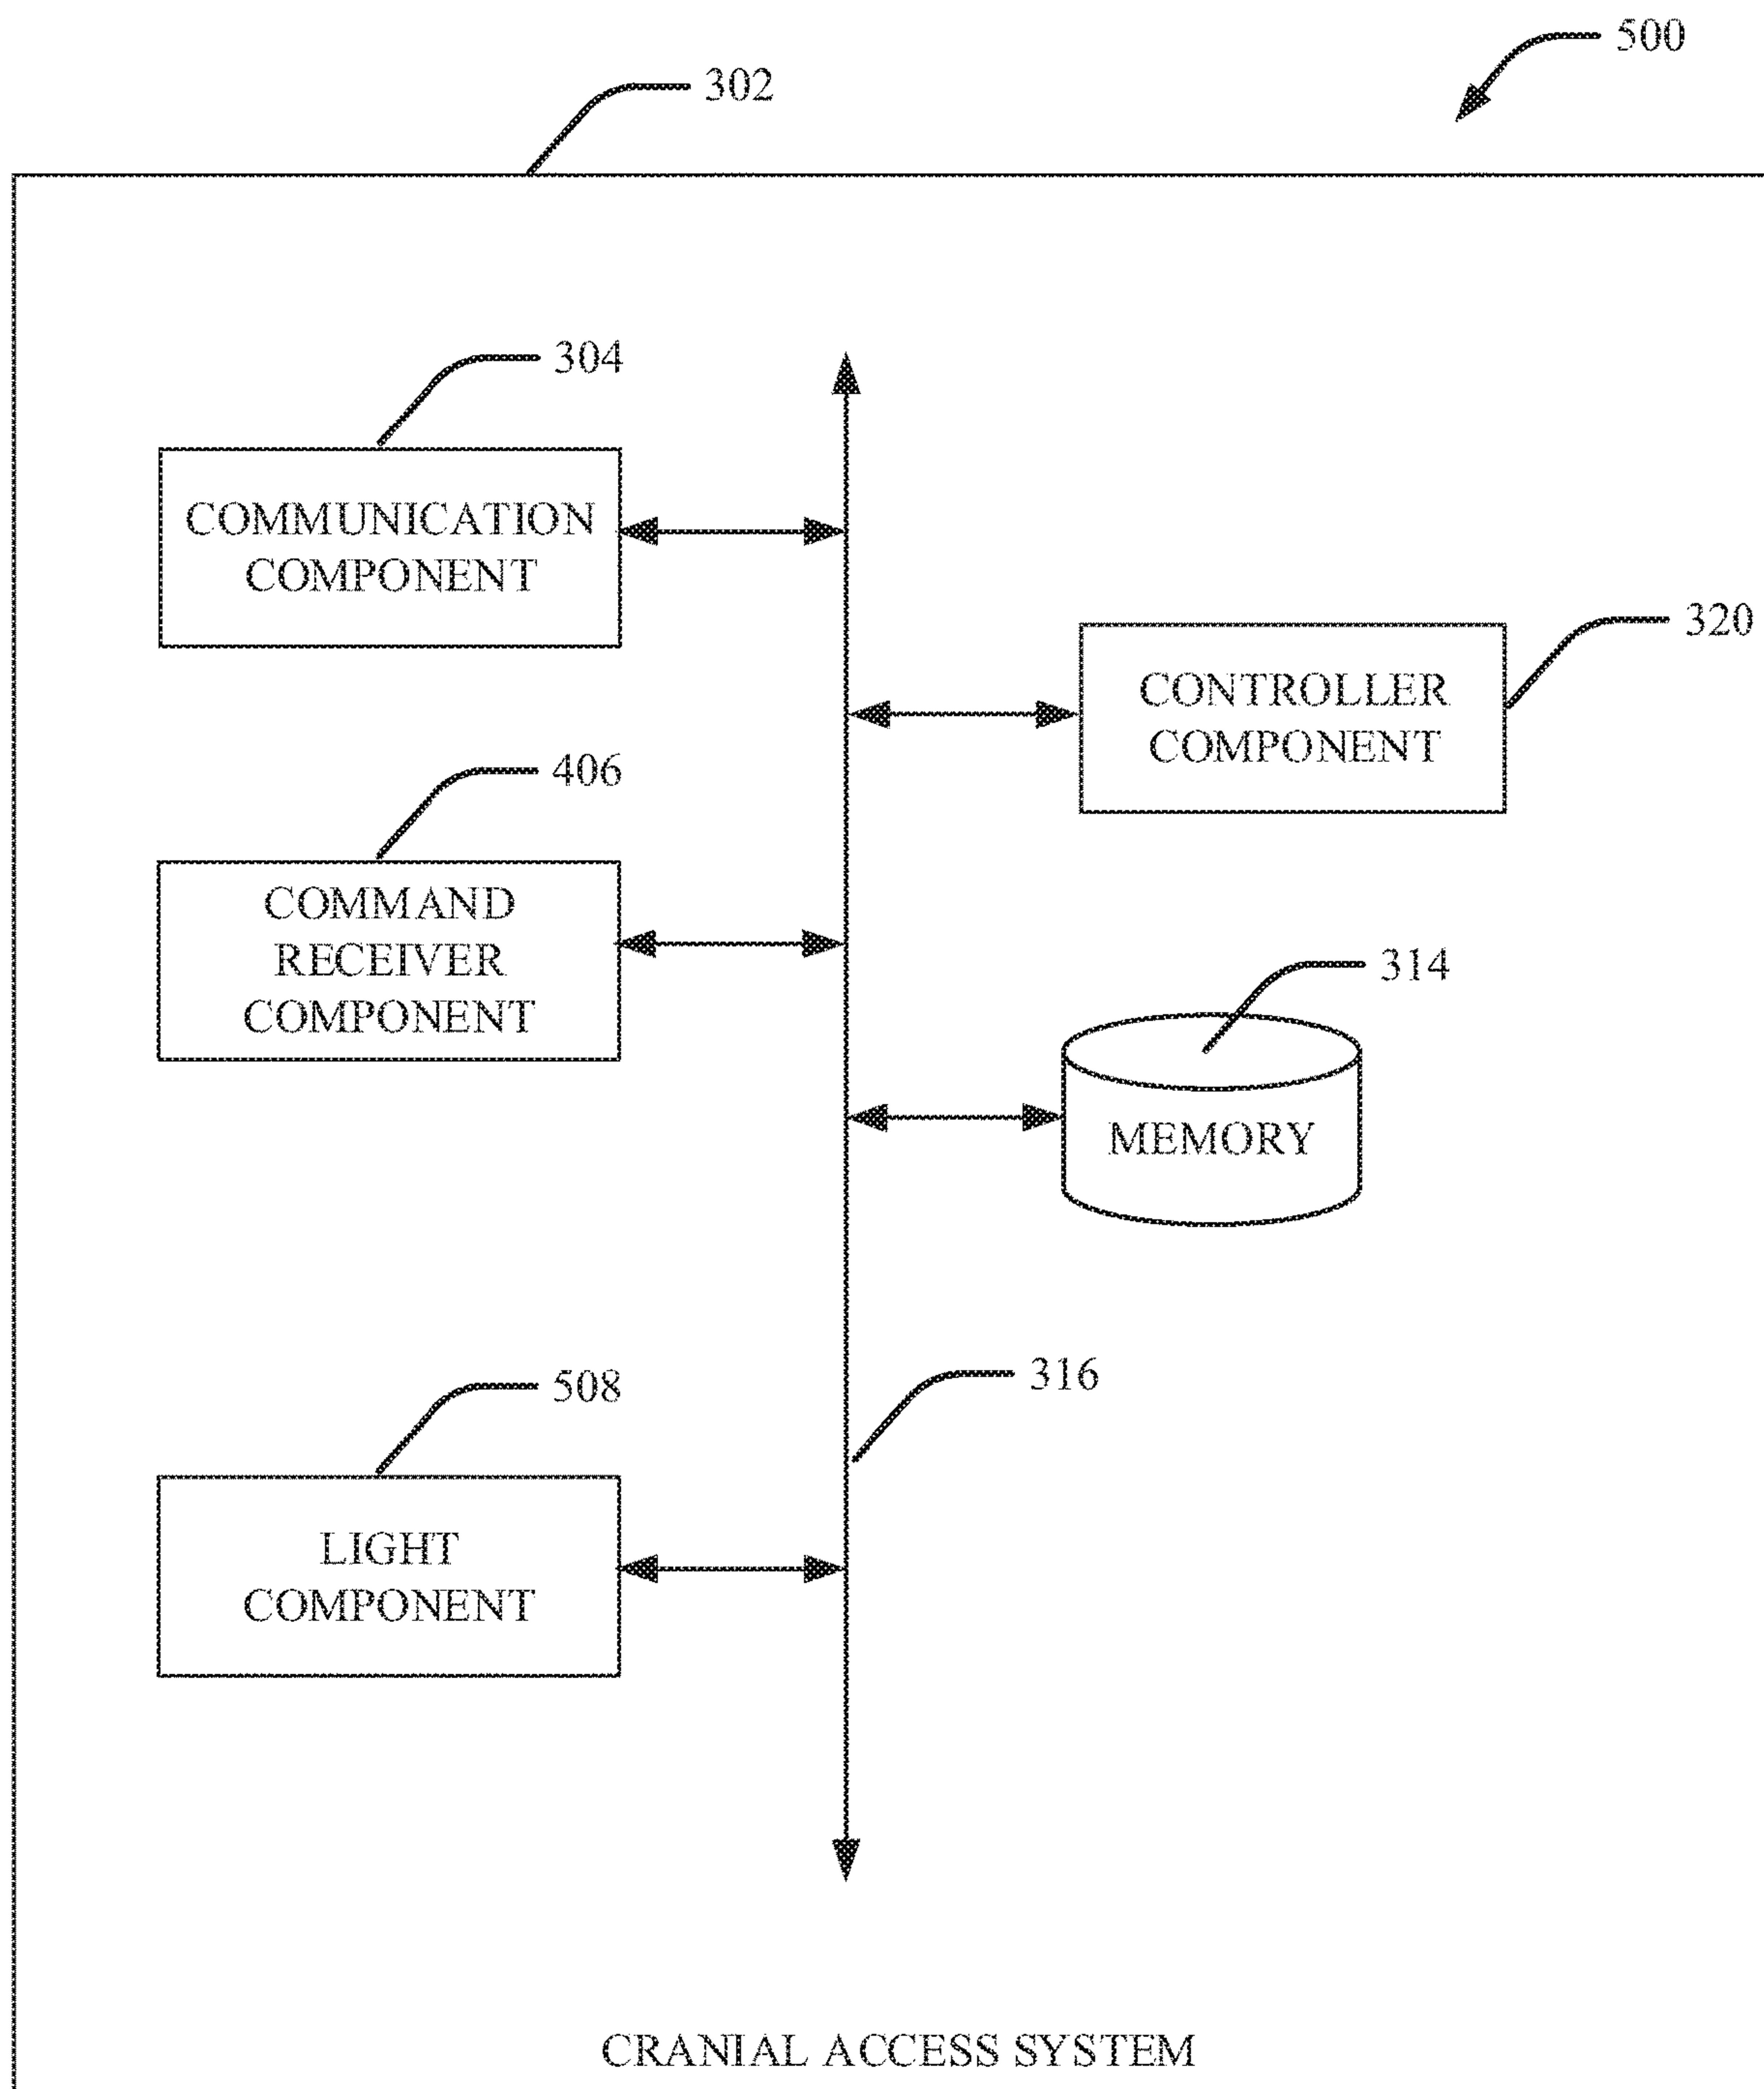 500
302
304
COMMUNICATION
COMPONENT
320
CONTROLLER
COMPONENT
406
COMMAND
RECEIVER
COMPONENT
314
MEMORY
316
508
LIGHT
COMPONENT
CRANIAL ACCESS SYSTEM